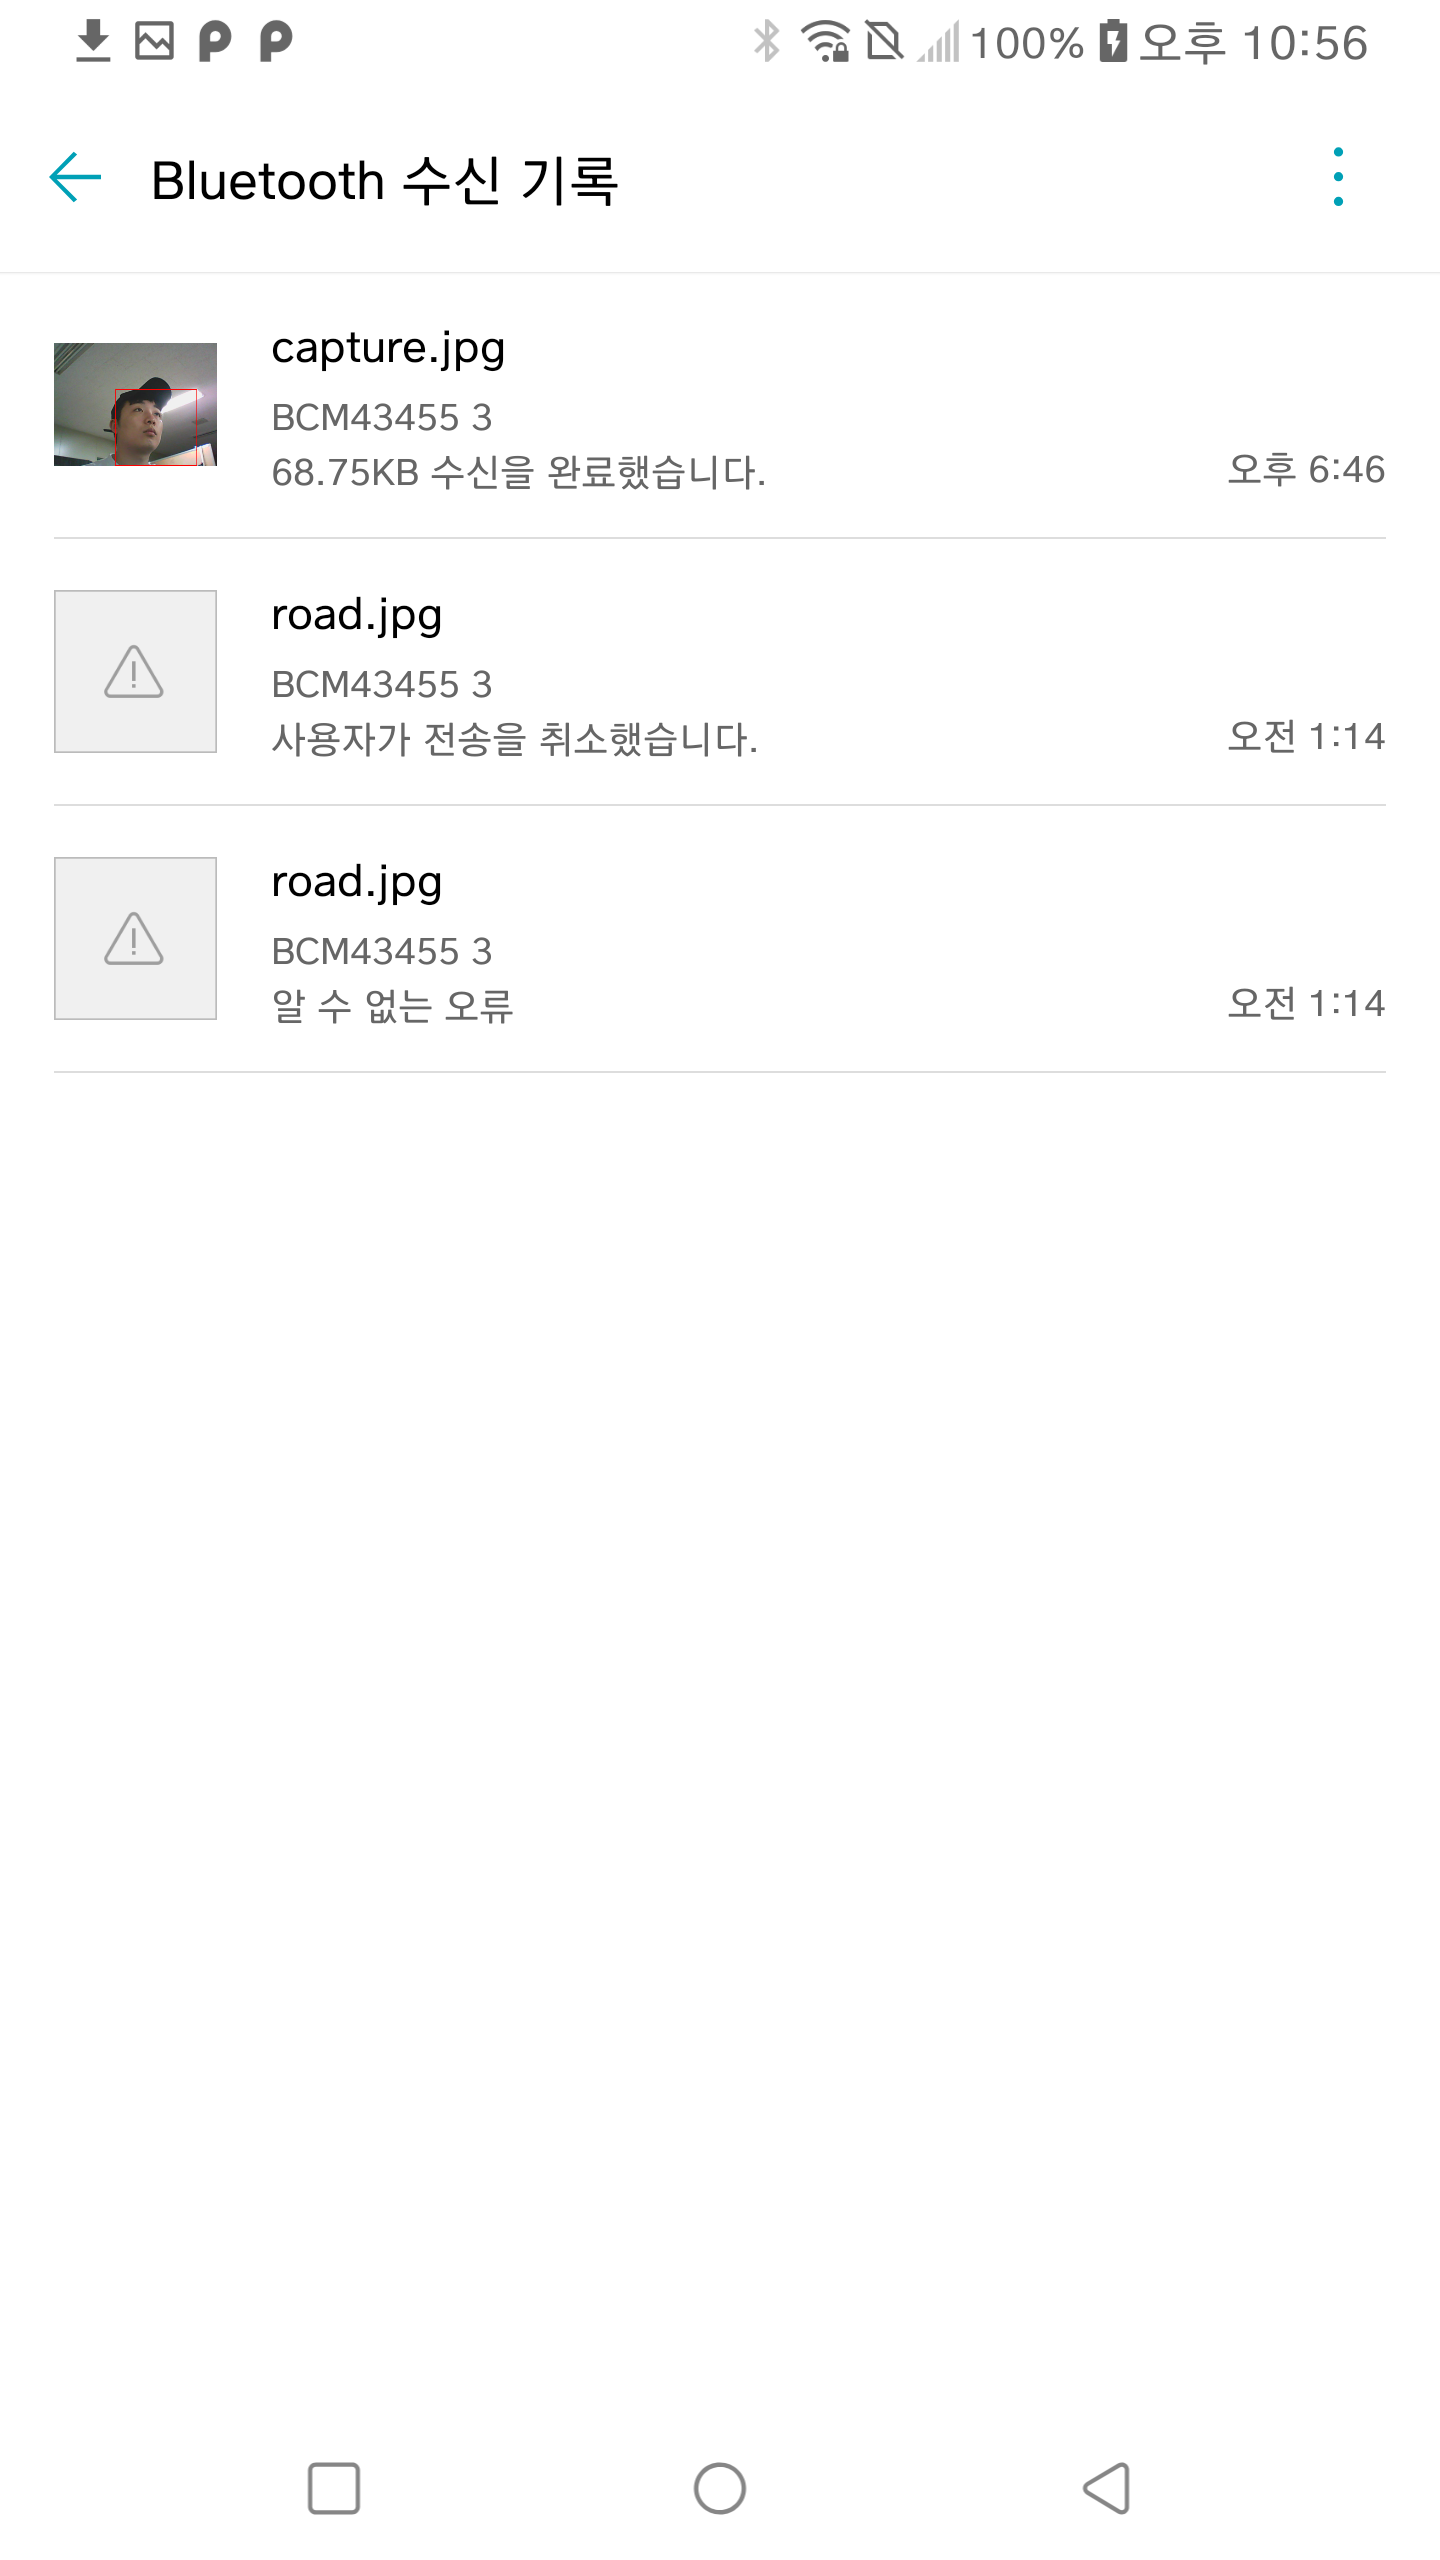 100% 오후 10:56
Bluetooth 수신 기록
capture.jpg
BCM43455 3
68.75KB 수신을 완료했습니다.
오후 6:46
road.jpg
BCM43455 3
사용자가 전송을 취소했습니다.
오전 1:14
road.jpg
BCM43455 3
알 수 없는 오류
오전 1:14